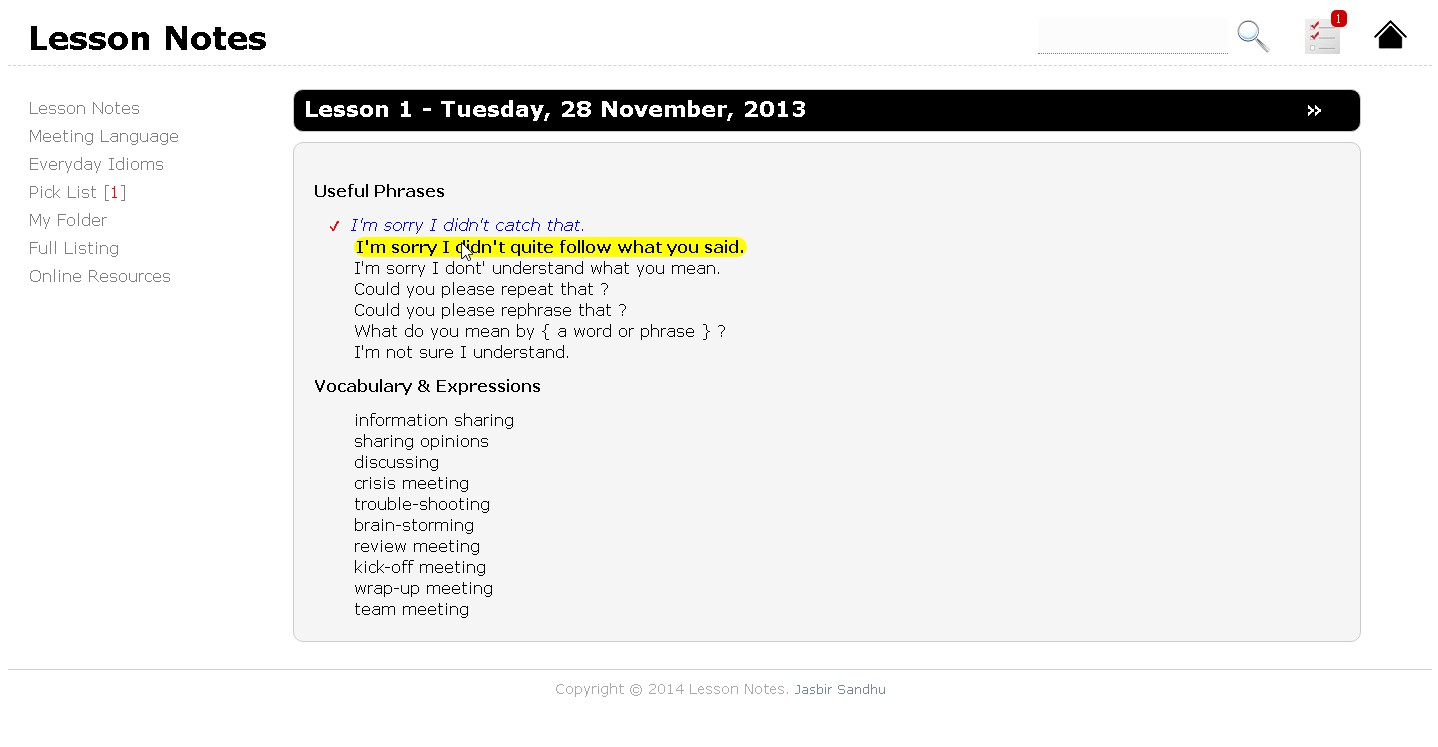 Lesson Notes
1
Lesson Notes
Meeting Language
Everyday Idioms
Pick List [1]
My Folder
Full Listing
Online Resources
Lesson 1 - Tuesday, 28 November, 2013 »
Useful Phrases
✓ I'm sorry I didn't catch that.
I'm sorry I didn't quite follow what you said.
I'm sorry I dont' understand what you mean.
Could you please repeat that ?
Could you please rephrase that ?
What do you mean by { a word or phrase } ?
I'm not sure I understand.
Vocabulary & Expressions
information sharing
sharing opinions
discussing
crisis meeting
trouble-shooting
brain-storming
review meeting
kick-off meeting
wrap-up meeting
team meeting
Copyright © 2014 Lesson Notes. Jasbir Sandhu